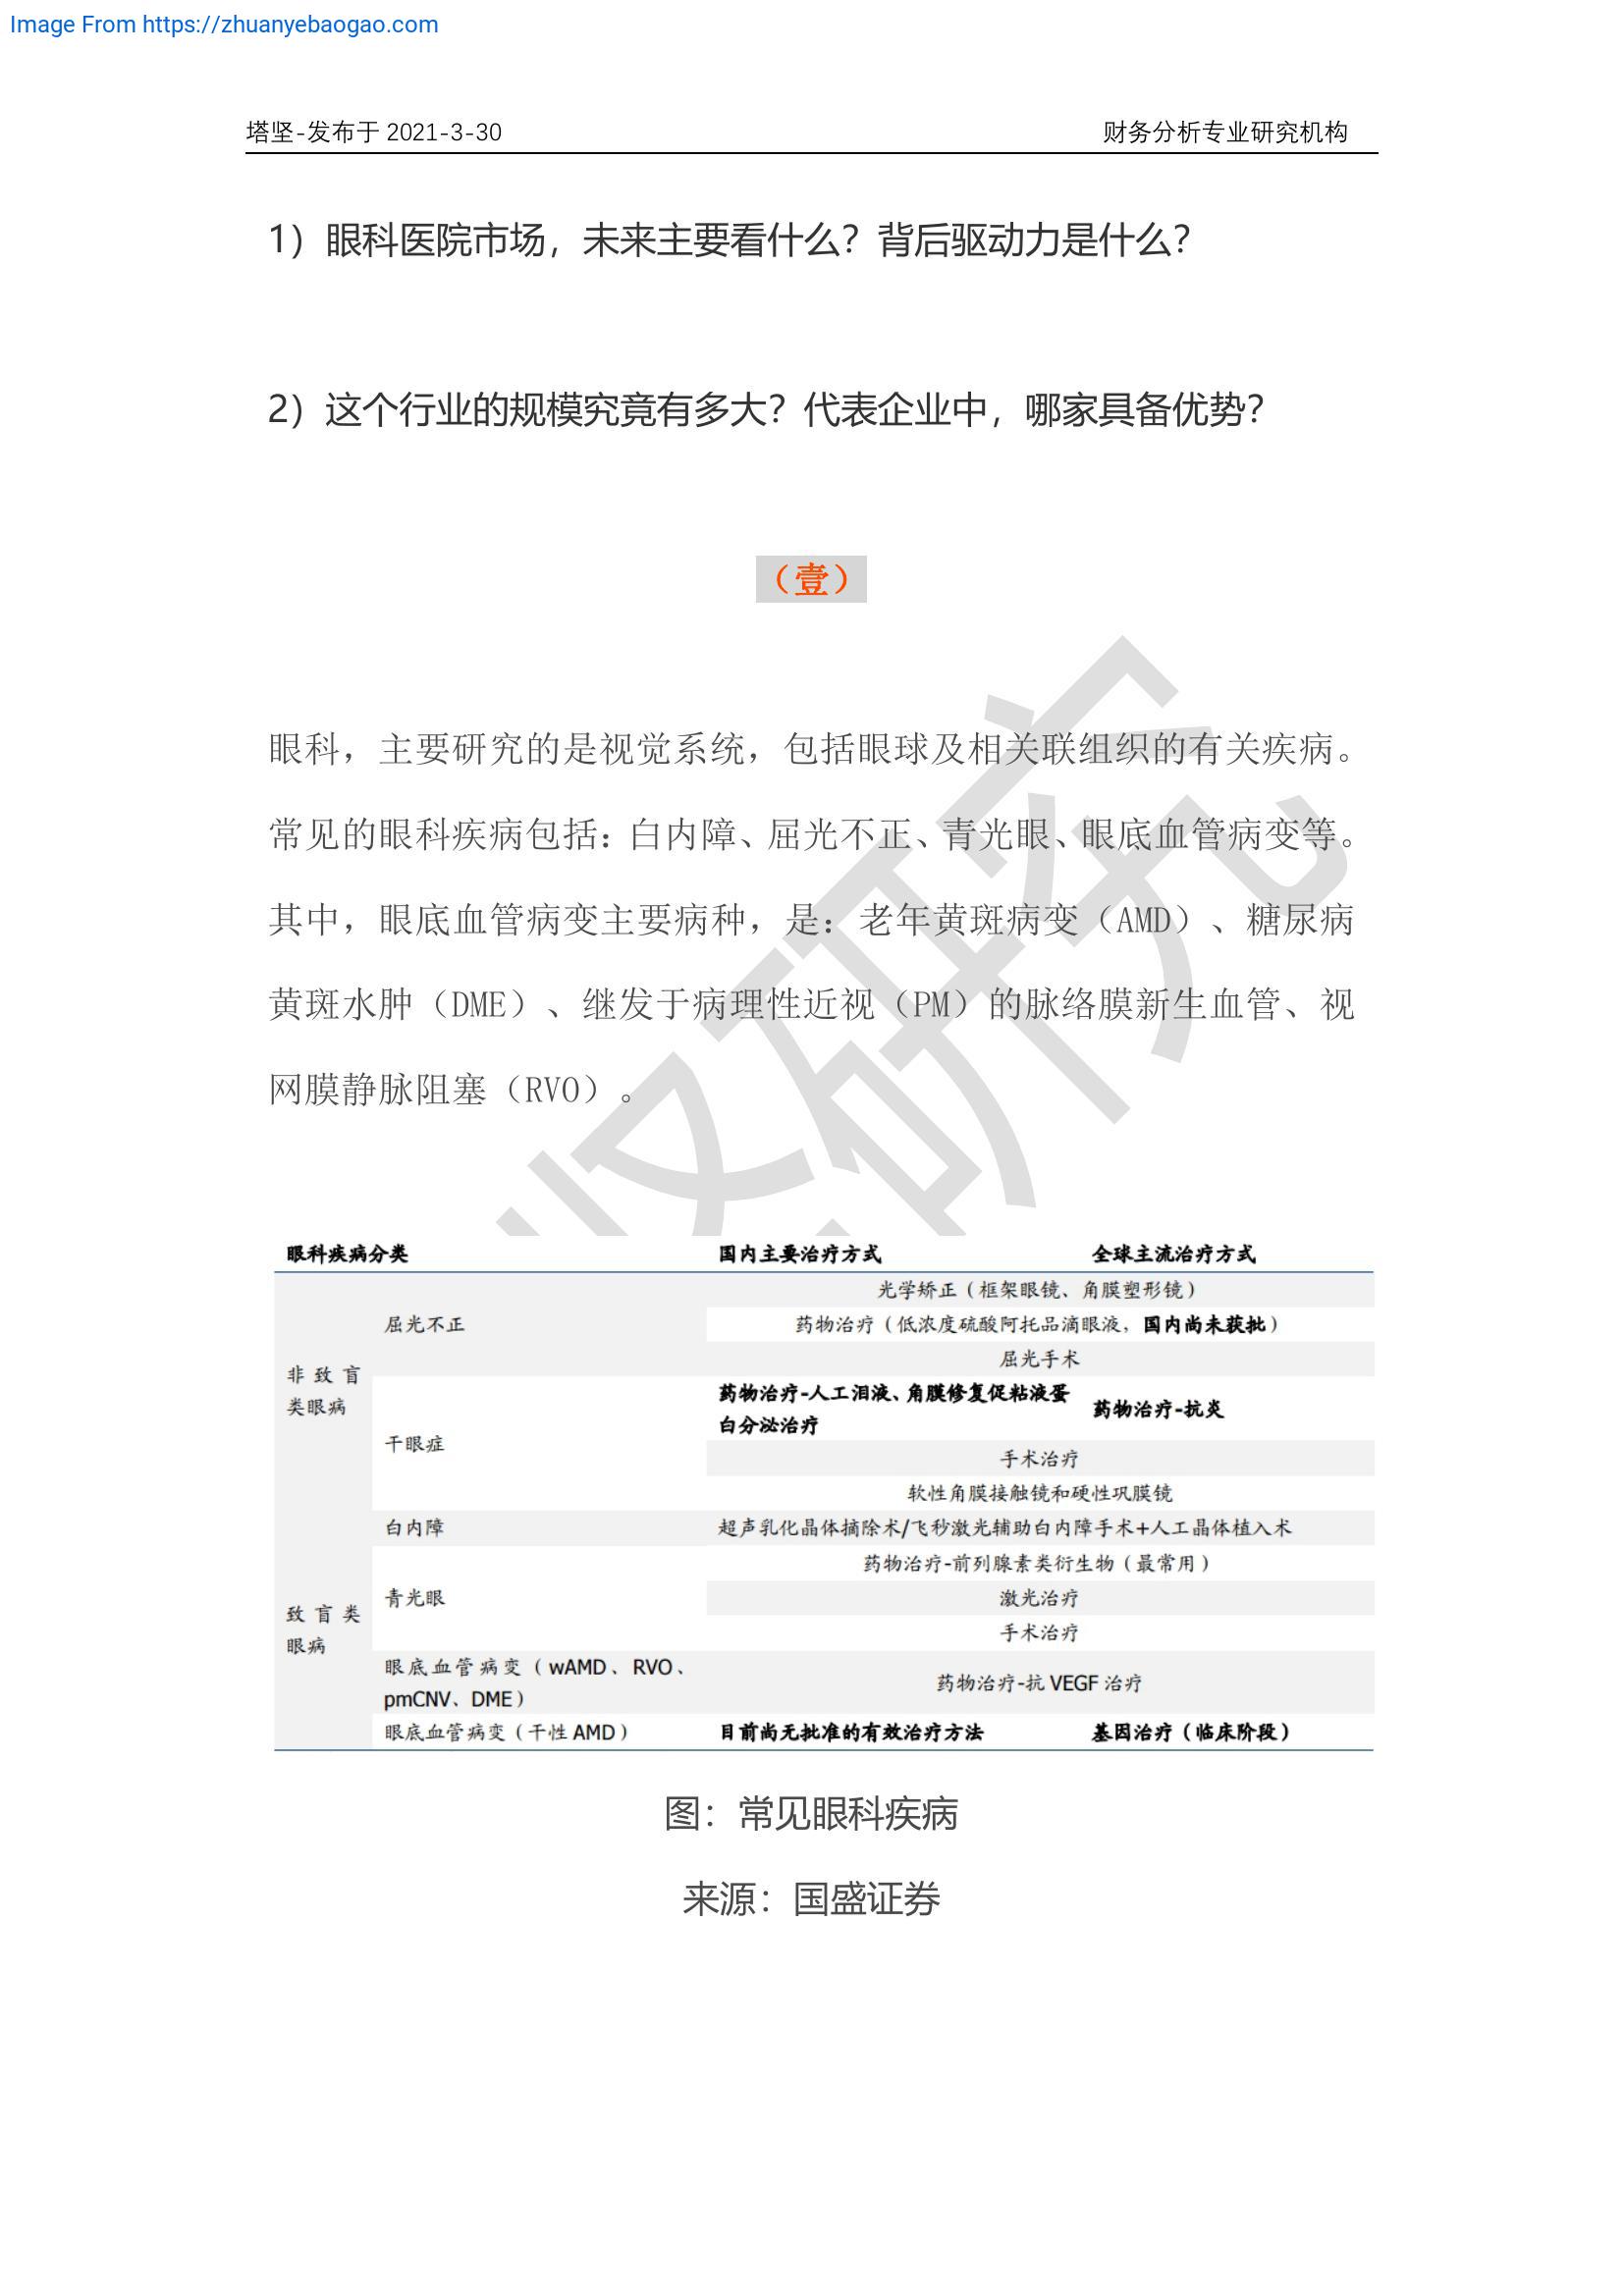 Image From https://zhuanyebaogao.com
塔坚-发布于 2021-3-30 财务分析专业研究机构
1）眼科医院市场，未来主要看什么？背后驱动力是什么？
2）这个行业的规模究竟有多大？代表企业中，哪家具备优势？
（壹）
眼科，主要研究的是视觉系统，包括眼球及相关联组织的有关疾病。
常见的眼科疾病包括：白内障、屈光不正、青光眼、眼底血管病变等。
其中，眼底血管病变主要病种，是：老年黄斑病变（AMD）、糖尿病
黄斑水肿（DME）、继发于病理性近视（PM）的脉络膜新生血管、视
网膜静脉阻塞（RVO）。
坚研究
眼科疾病分类 国内主要治疗方式 全球主流治疗方式
非致盲
类眼病
屈光不正
光学矫正（框架眼镜、角膜塑形镜）
药物治疗（低浓度硫酸阿托品滴眼液，国内尚未获批）
屈光手术
干眼症
药物治疗-人工泪液、角膜修复促粘液蛋
白分泌治疗
药物治疗-抗炎
手术治疗
软性角膜接触镜和硬性巩膜镜
致盲类
眼病
白内障
超声乳化晶体摘除术/飞秒激光辅助白内障手术+人工晶体植入术
青光眼
药物治疗-前列腺素类衍生物（最常用）
激光治疗
手术治疗
眼底血管病变（wAMD、RVO、
pmCNV、DME）
药物治疗-抗 VEGF 治疗
眼底血管病变（干性 AMD） 目前尚无批准的有效治疗方法 基因治疗（临床阶段）
图：常见眼科疾病
来源：国盛证券